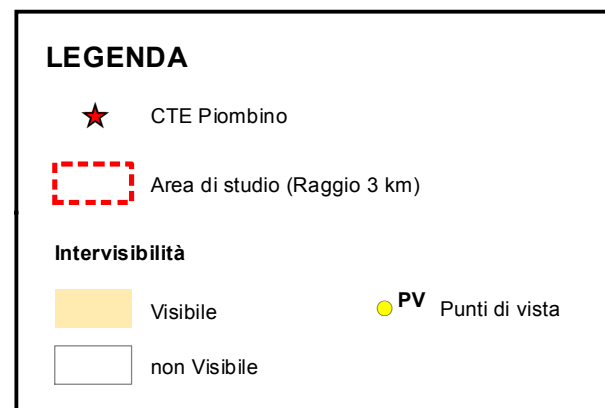 LEGENDA
CTE Piombino
Area di studio (Raggio 3 km)
Intervisibilità
Visibile
PV Punti di vista
non Visibile